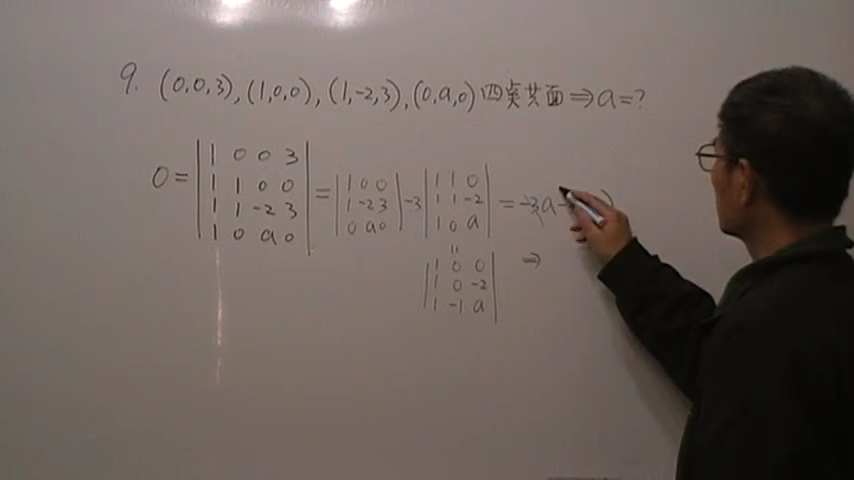 9. (0,0,3), (1,0,0), (1,-2,3), (0,a,0) 四奌共面 ⇒ a=?
0 = | 1 0 0 3 | = | 1 0 0 | -3 | 1 1 0 | = -3a
| 1 1 0 0 | | 1 -2 3 | | 1 1 -2 |
| 1 1 -2 3 | | 0 a 0 | | 1 0 a |
| 1 0 a 0 |
"
| 1 0 0 | ⇒
| 1 0 -2 |
| 1 -1 a |